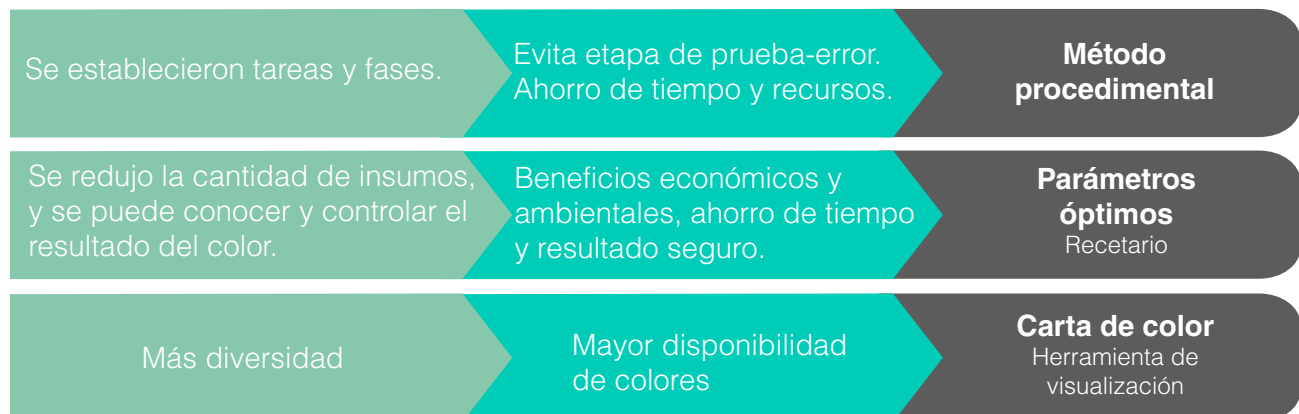 Se establecieron tareas y fases.
Evita etapa de prueba-error.
Ahorro de tiempo y recursos.
Método
procedimental
Se redujo la cantidad de insumos,
y se puede conocer y controlar el
resultado del color.
Beneficios económicos y
ambientales, ahorro de tiempo
y resultado seguro.
Parámetros
óptimos
Recetario
Más diversidad
Mayor disponibilidad
de colores
Carta de color
Herramienta de
visualización